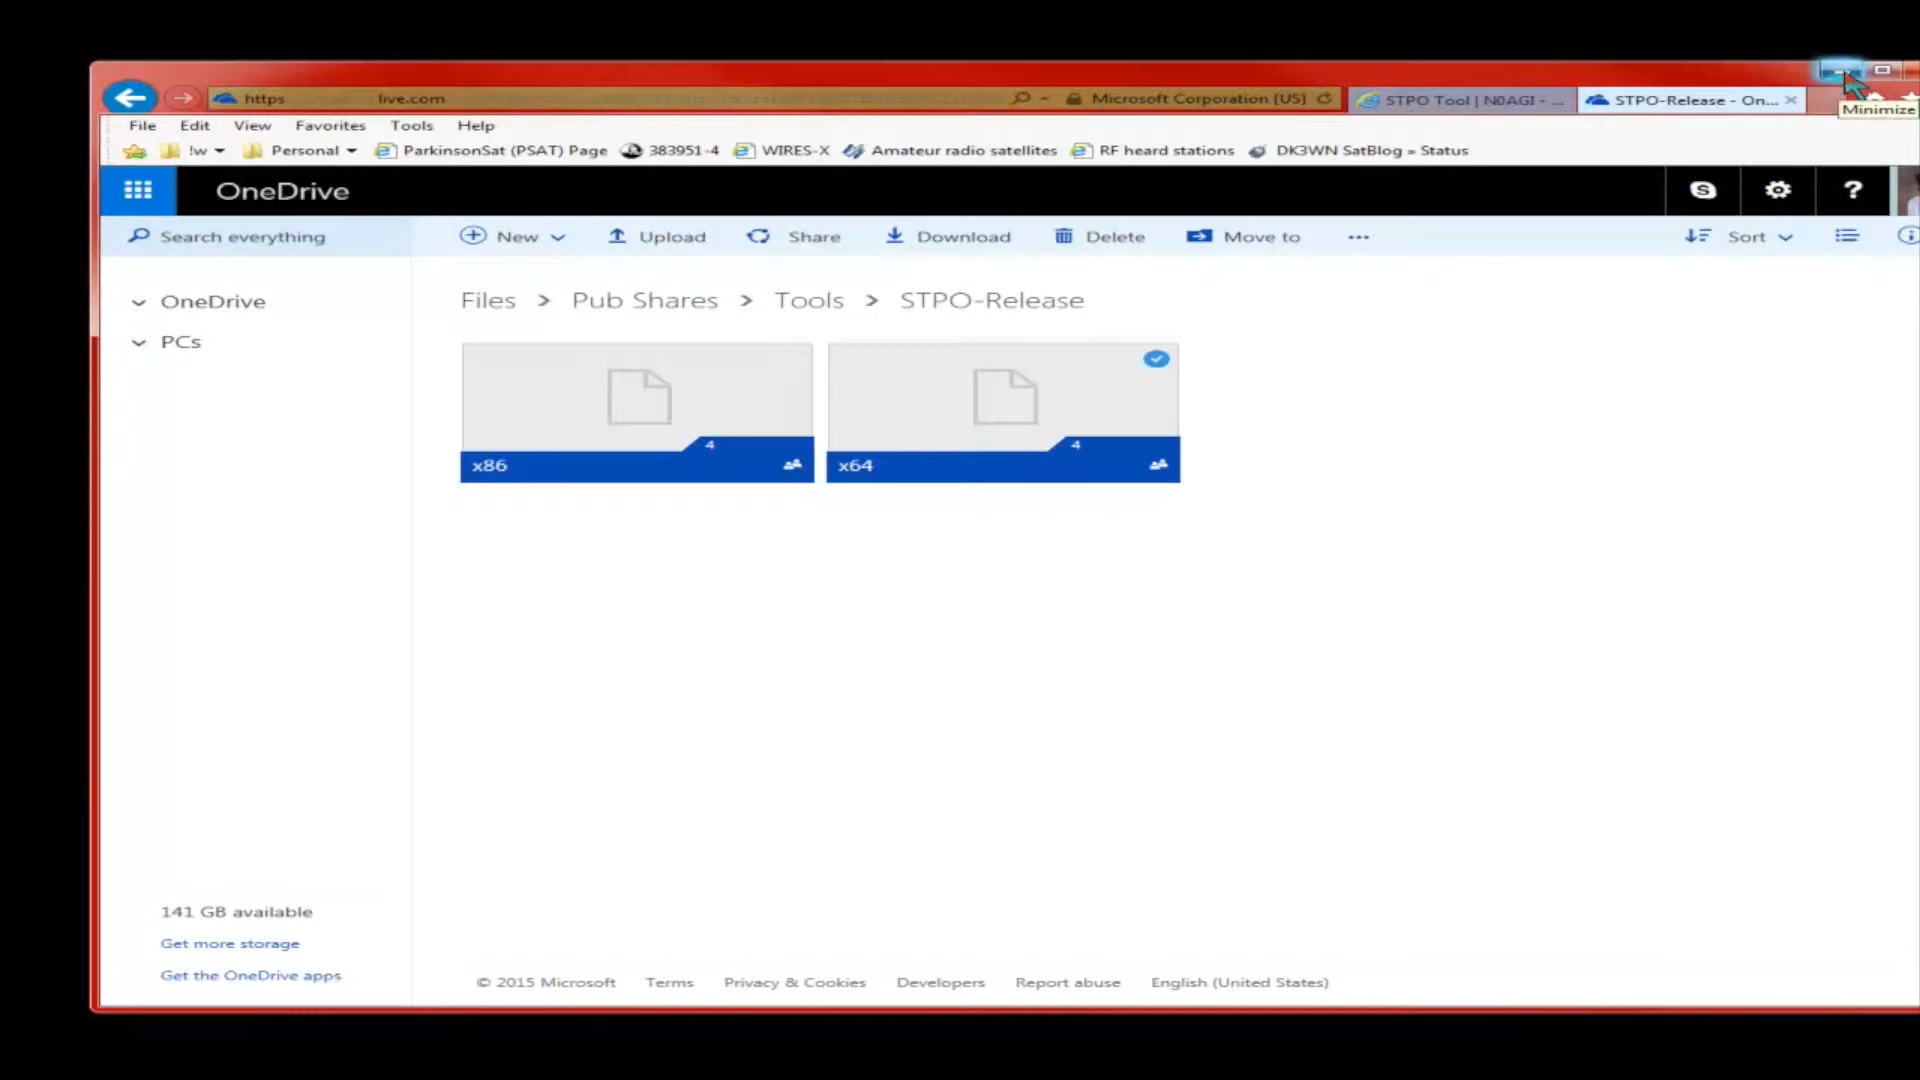 https live.com Microsoft Corporation [US] STPO Tool | N0AGI - ... STPO-Release - On...
Minimize
File Edit View Favorites Tools Help
!w Personal ParkinsonSat (PSAT) Page 383951-4 WIRES-X Amateur radio satellites RF heard stations DK3WN SatBlog » Status
OneDrive
Search everything New Upload Share Download Delete Move to ... Sort
OneDrive
Files > Pub Shares > Tools > STPO-Release
PCs
4 4
x86 x64
141 GB available
Get more storage
Get the OneDrive apps
© 2015 Microsoft Terms Privacy & Cookies Developers Report abuse English (United States)